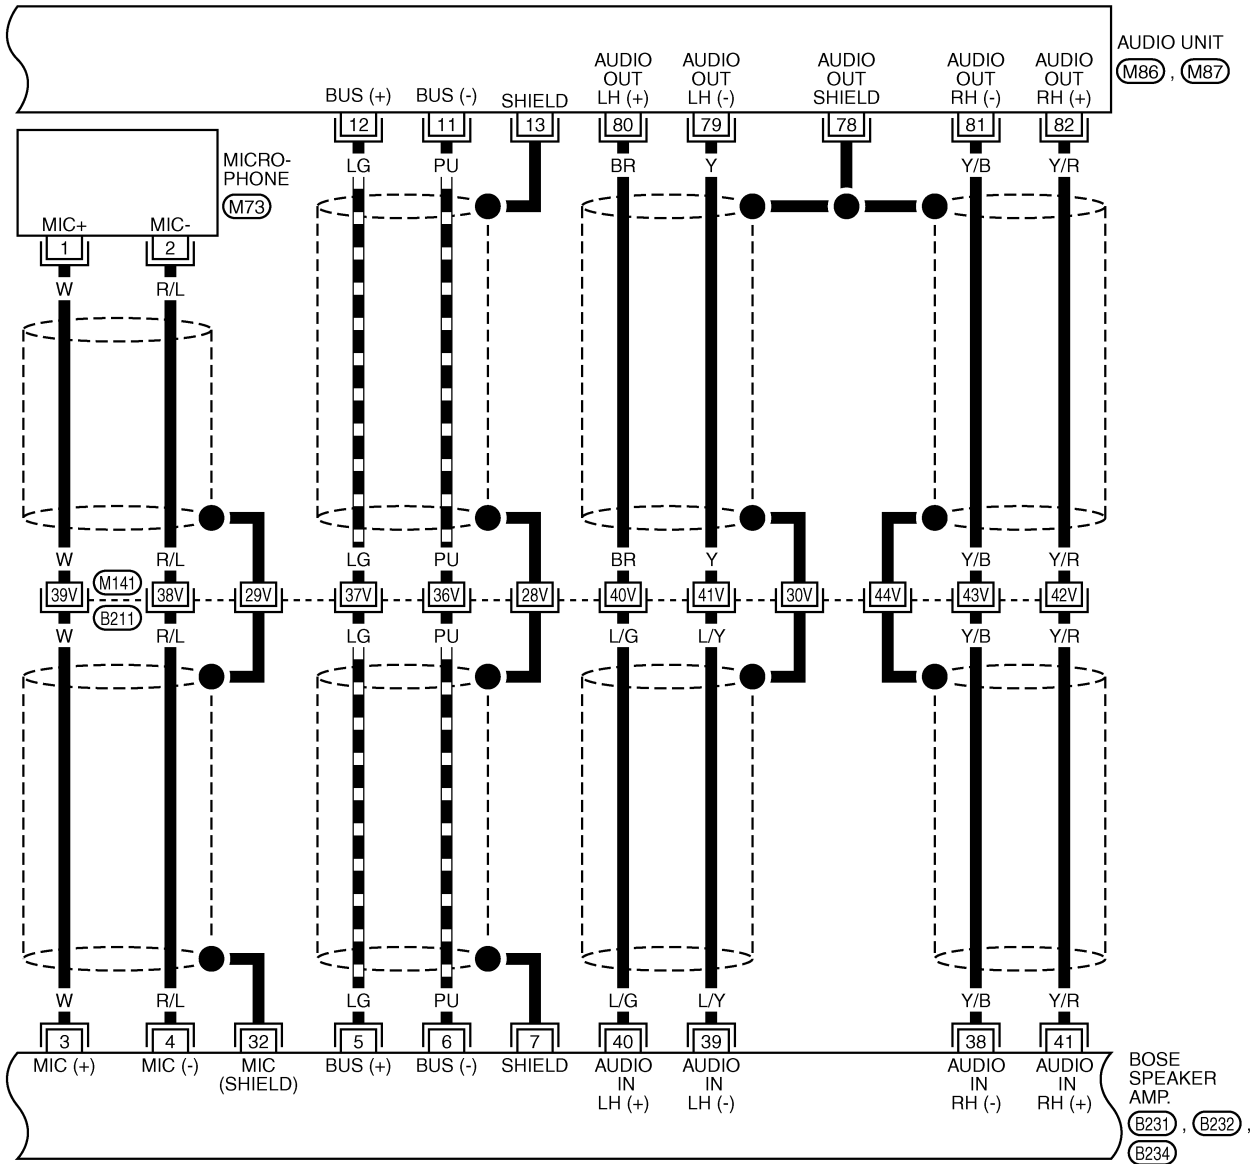 AUDIO UNIT
M86 , M87
AUDIO OUT LH (+)
AUDIO OUT LH (-)
AUDIO OUT SHIELD
AUDIO OUT RH (-)
AUDIO OUT RH (+)
BUS (+) BUS (-) SHIELD
12 11 13 80 79 78 81 82
LG PU BR Y Y/B Y/R
MICRO-
PHONE
M73
MIC+ MIC-
1 2
W R/L
W R/L LG PU BR Y Y/B Y/R
M141
39V 38V 29V 37V 36V 28V 40V 41V 30V 44V 43V 42V
B211
W R/L LG PU L/G L/Y Y/B Y/R
W R/L LG PU L/G L/Y Y/B Y/R
3 4 32 5 6 7 40 39 38 41
MIC (+)
MIC (-)
MIC
(SHIELD)
BUS (+)
BUS (-)
SHIELD
AUDIO
IN
LH (+)
AUDIO
IN
LH (-)
AUDIO
IN
RH (-)
AUDIO
IN
RH (+)
BOSE
SPEAKER
AMP.
B231 , B232 ,
B234